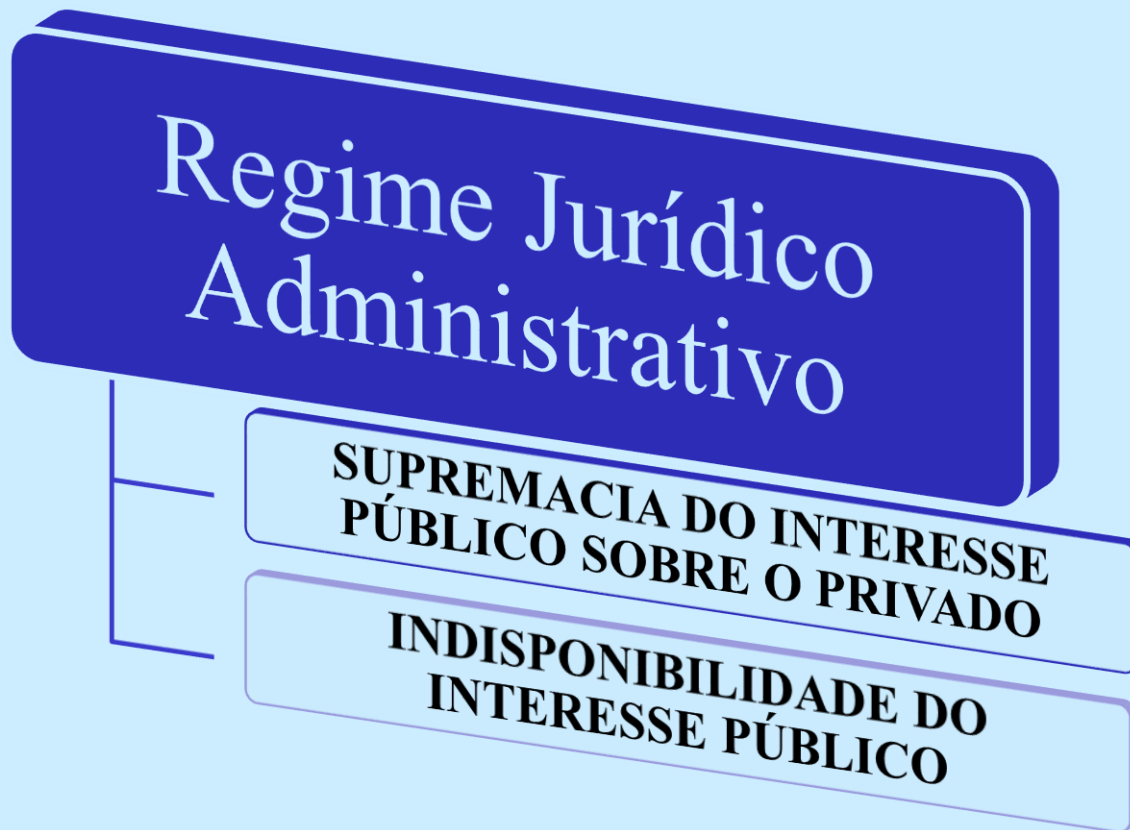 Regime Jurídico
Administrativo
SUPREMACIA DO INTERESSE
PÚBLICO SOBRE O PRIVADO
INDISPONIBILIDADE DO
INTERESSE PÚBLICO